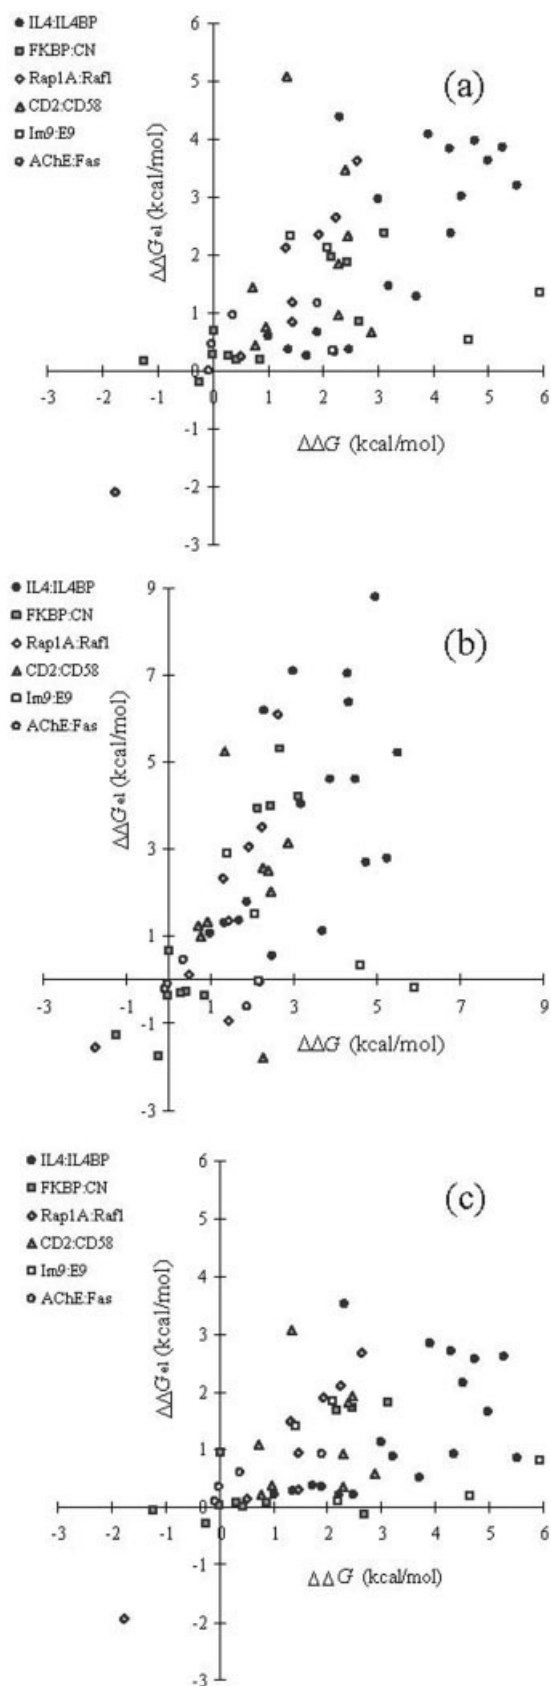 IL4:IL4BP
FKBP:CN
Rap1A:Raf1
CD2:CD58
Im9:E9
AChE:Fas
(a)
6
5
4
3
2
1
0
-1
-2
-3
ΔΔGel (kcal/mol)
-3 -2 -1 0 1 2 3 4 5 6
ΔΔG (kcal/mol)
IL4:IL4BP
FKBP:CN
Rap1A:Raf1
CD2:CD58
Im9:E9
AChE:Fas
(b)
9
7
5
3
1
-1
-3
ΔΔGel (kcal/mol)
-3 -1 1 3 5 7 9
ΔΔG (kcal/mol)
IL4:IL4BP
FKBP:CN
Rap1A:Raf1
CD2:CD58
Im9:E9
AChE:Fas
(c)
6
5
4
3
2
1
0
-1
-2
-3
ΔΔGel (kcal/mol)
-3 -2 -1 0 1 2 3 4 5 6
ΔΔG (kcal/mol)